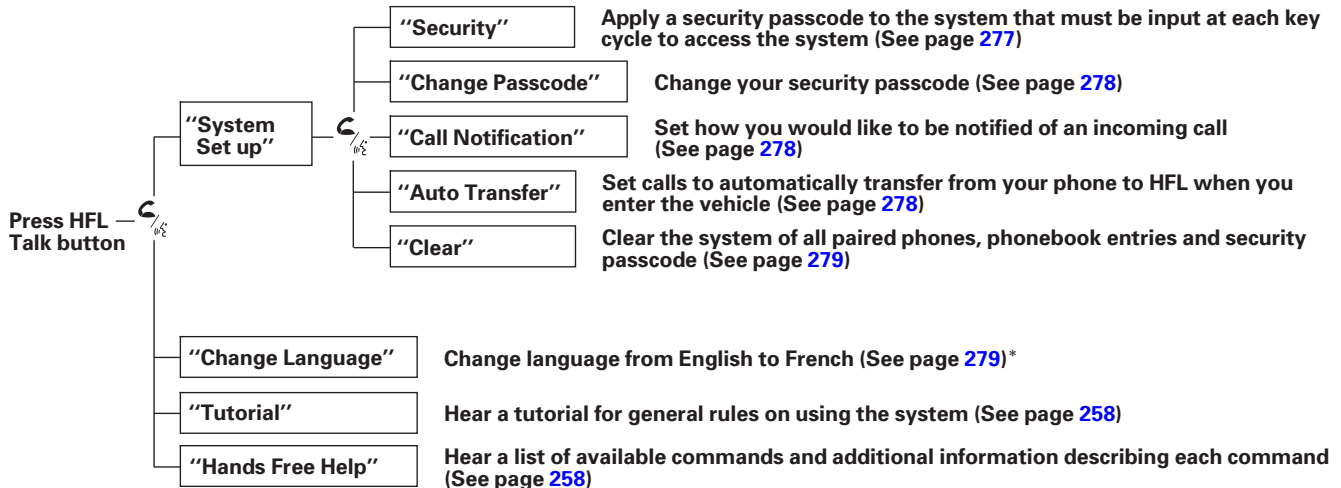 "Security"
Apply a security passcode to the system that must be input at each key
cycle to access the system (See page 277)
"Change Passcode"
Change your security passcode (See page 278)
"System
Set up"
"Call Notification"
Set how you would like to be notified of an incoming call
(See page 278)
"Auto Transfer"
Set calls to automatically transfer from your phone to HFL when you
enter the vehicle (See page 278)
Press HFL
Talk button
"Clear"
Clear the system of all paired phones, phonebook entries and security
passcode (See page 279)
"Change Language"
Change language from English to French (See page 279)*
"Tutorial"
Hear a tutorial for general rules on using the system (See page 258)
"Hands Free Help"
Hear a list of available commands and additional information describing each command
(See page 258)